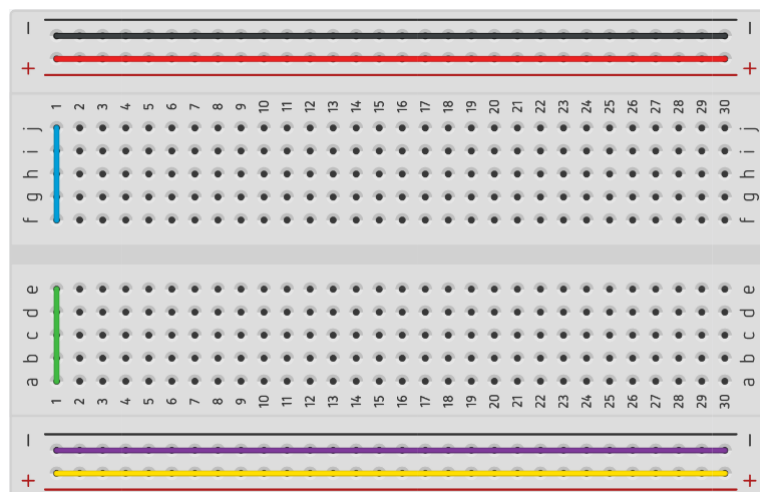 − −
+ +
1 2 3 4 5 6 7 8 9 10 11 12 13 14 15 16 17 18 19 20 21 22 23 24 25 26 27 28 29 30
j j
i i
h h
g g
f f
e e
d d
c c
b b
a a
1 2 3 4 5 6 7 8 9 10 11 12 13 14 15 16 17 18 19 20 21 22 23 24 25 26 27 28 29 30
− −
+ +